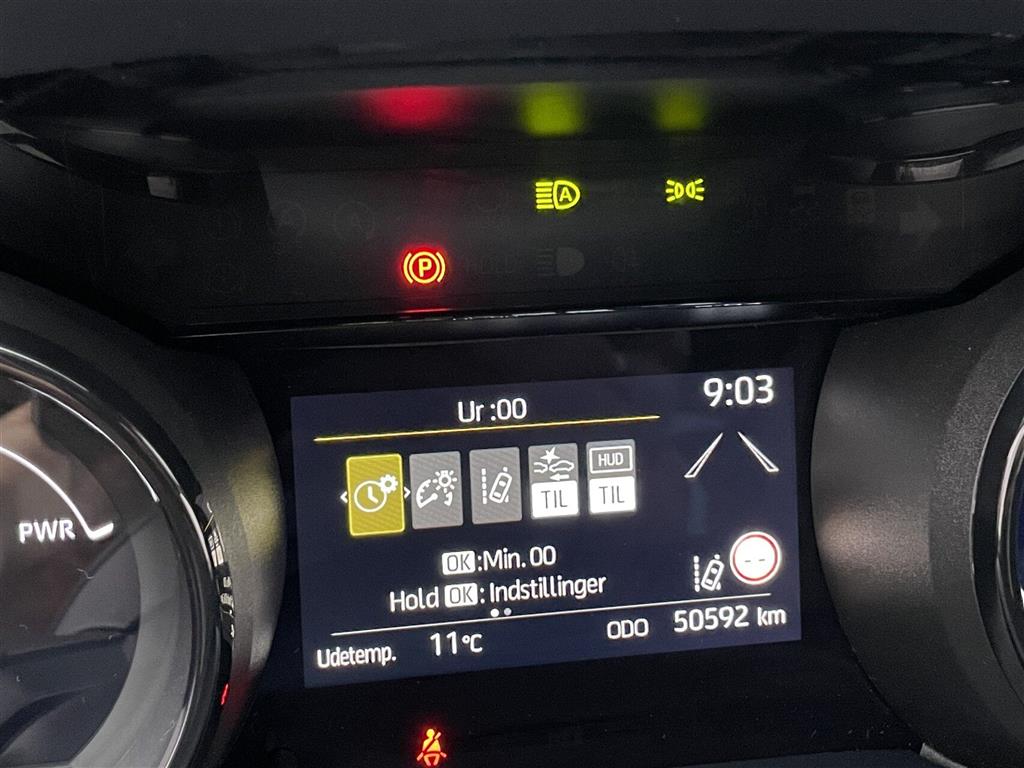 A
P
9:03
Ur :00
HUD
TIL TIL
PWR
OK :Min. 00
Hold OK : Indstillinger
--
Udetemp. 11°C ODO 50592 km